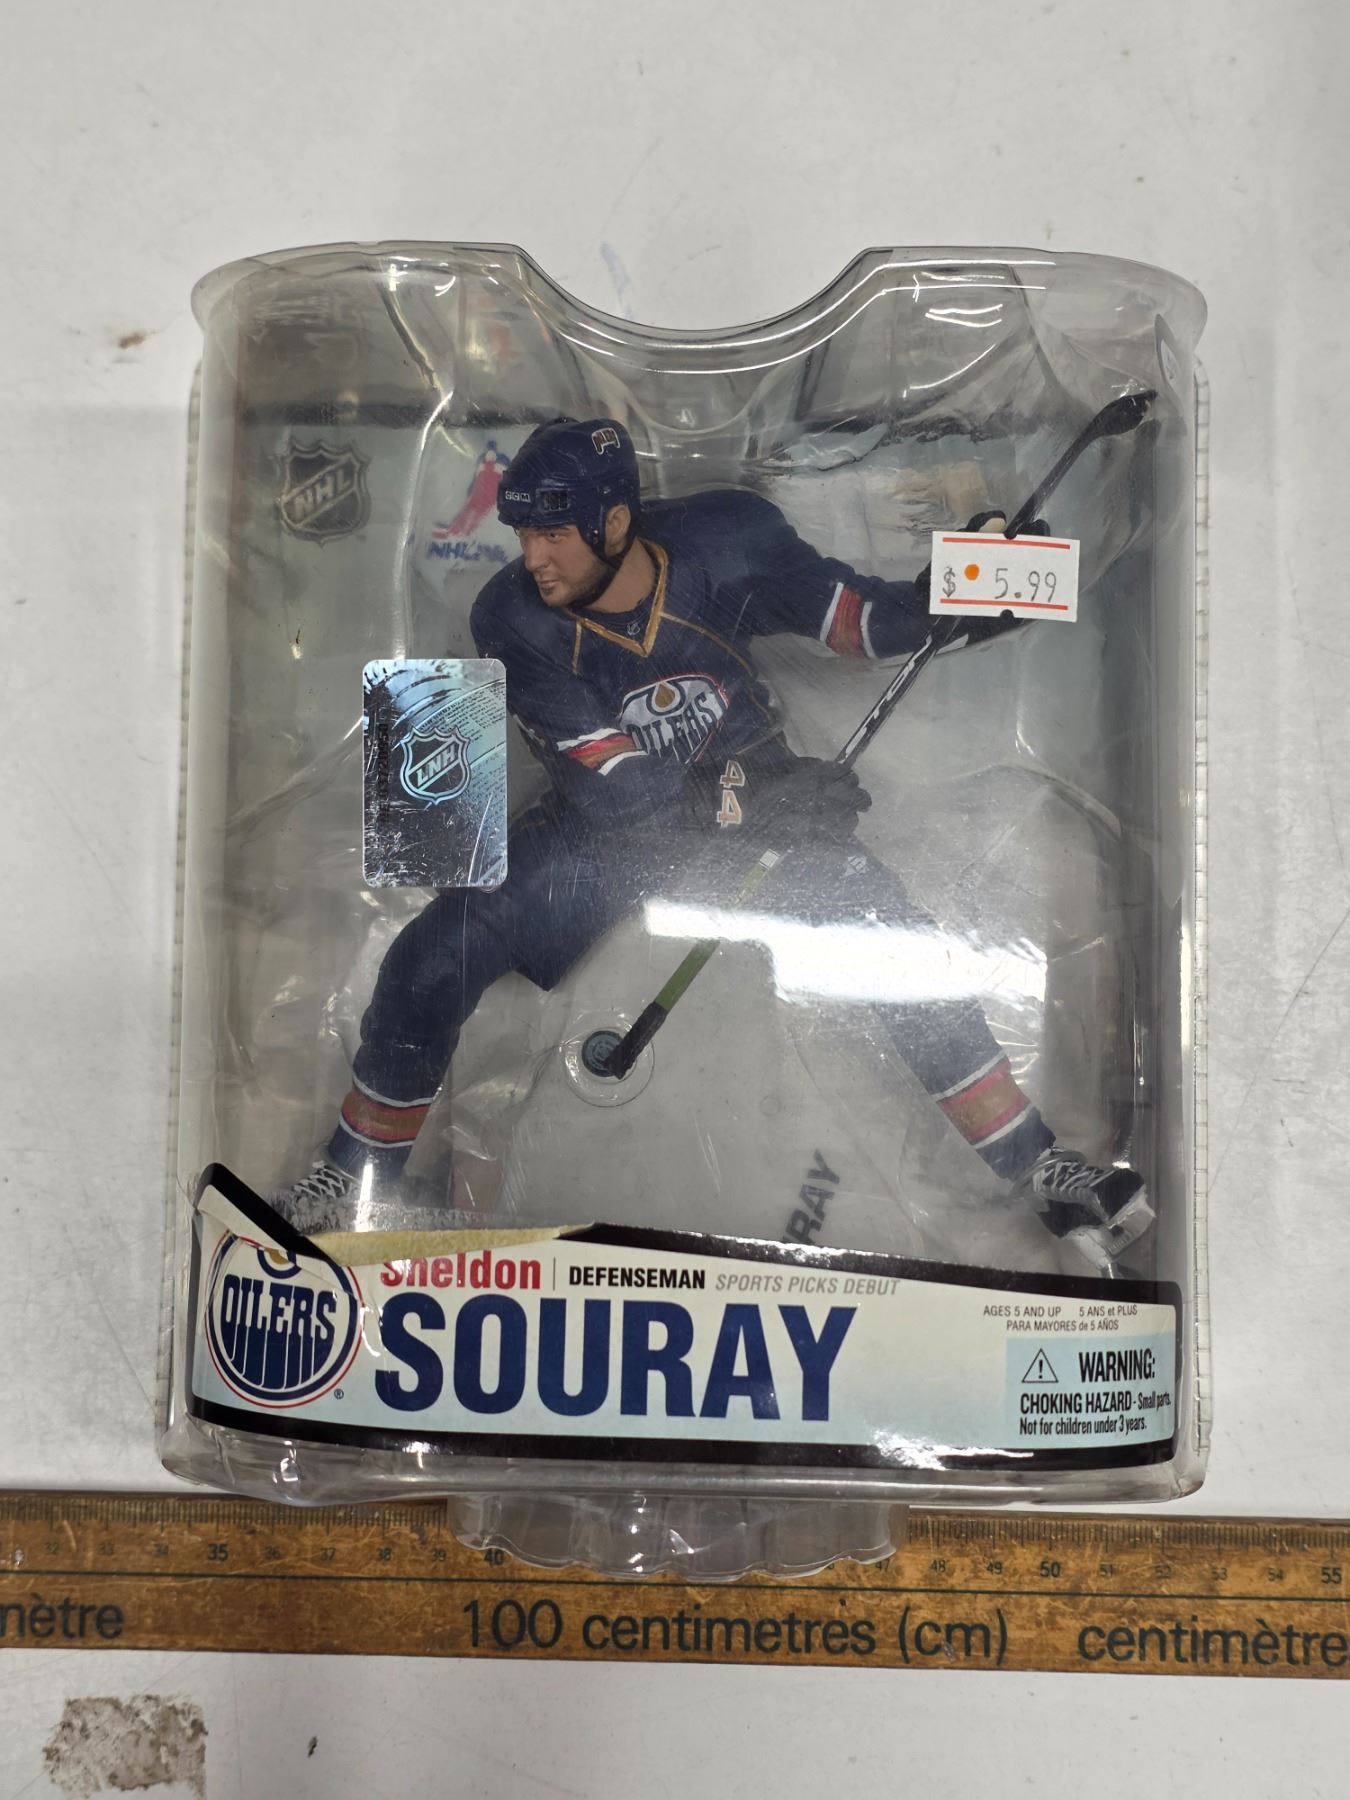 NHL
NHLPA
OILERS
CCM
$ 5.99
OILERS
44
LNH
RAY
OILERS
®
Sheldon | DEFENSEMAN SPORTS PICKS DEBUT
SOURAY
AGES 5 AND UP 5 ANS et PLUS
PARA MAYORES de 5 AÑOS
WARNING:
CHOKING HAZARD - Small parts.
Not for children under 3 years.
32 33 34 35 36 37 38 39 40 47 48 49 50 51 52 53 54 55
mètre 100 centimetres (cm) centimètre